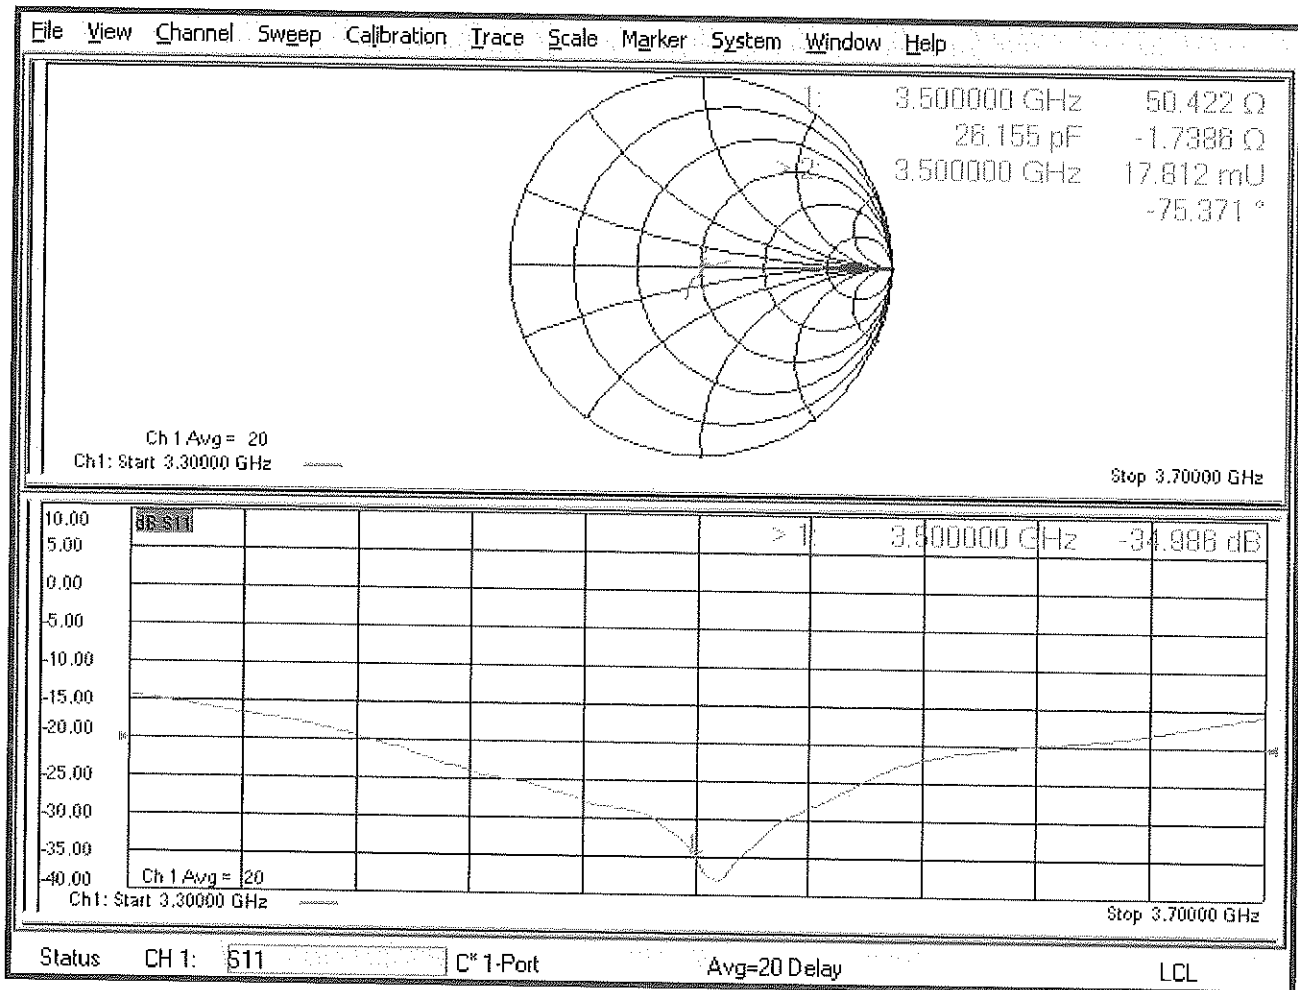 File View Channel Sweep Calibration Trace Scale Marker System Window Help
1: 3.500000 GHz 50.422 Ω
26.155 pF -1.7386 Ω
> 2: 3.500000 GHz 17.812 mU
-75.371 °
Ch 1 Avg = 20
Ch1: Start 3.30000 GHz
Stop 3.70000 GHz
10.00
dB S11
> 1: 3.500000 GHz -34.986 dB
5.00
0.00
-5.00
-10.00
-15.00
-20.00
-25.00
-30.00
-35.00
-40.00
Ch 1 Avg = 20
Ch1: Start 3.30000 GHz
Stop 3.70000 GHz
Status CH 1: S11 C* 1-Port Avg=20 Delay LCL